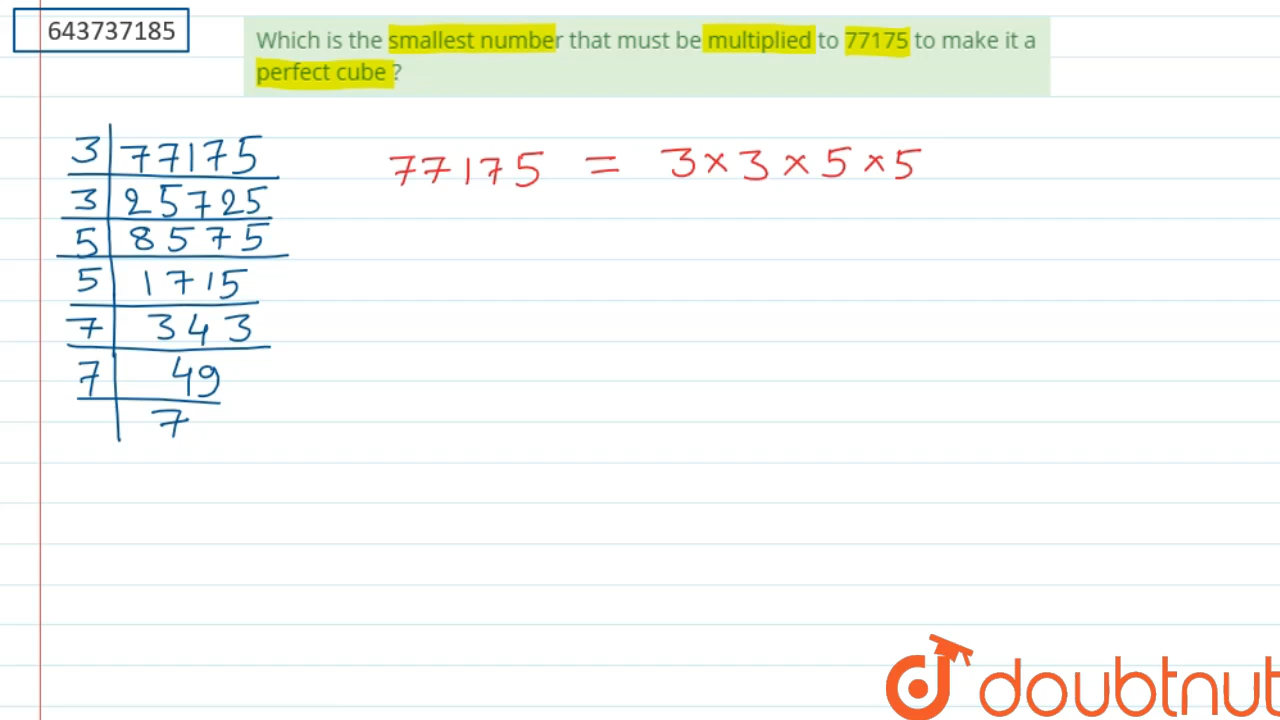 643737185
Which is the smallest number that must be multiplied to 77175 to make it a
perfect cube ?
3 77175
3 25725
5 8575
5 1715
7 343
7 49
7
77175 = 3×3×5×5
doubtnut